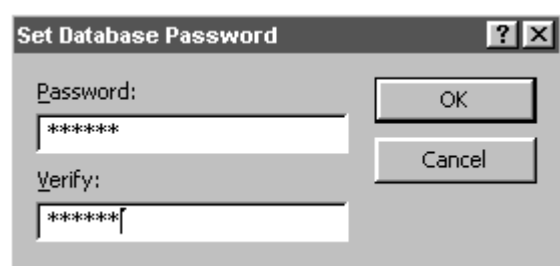 Set Database Password
Password:
OK
******
Cancel
Verify:
******